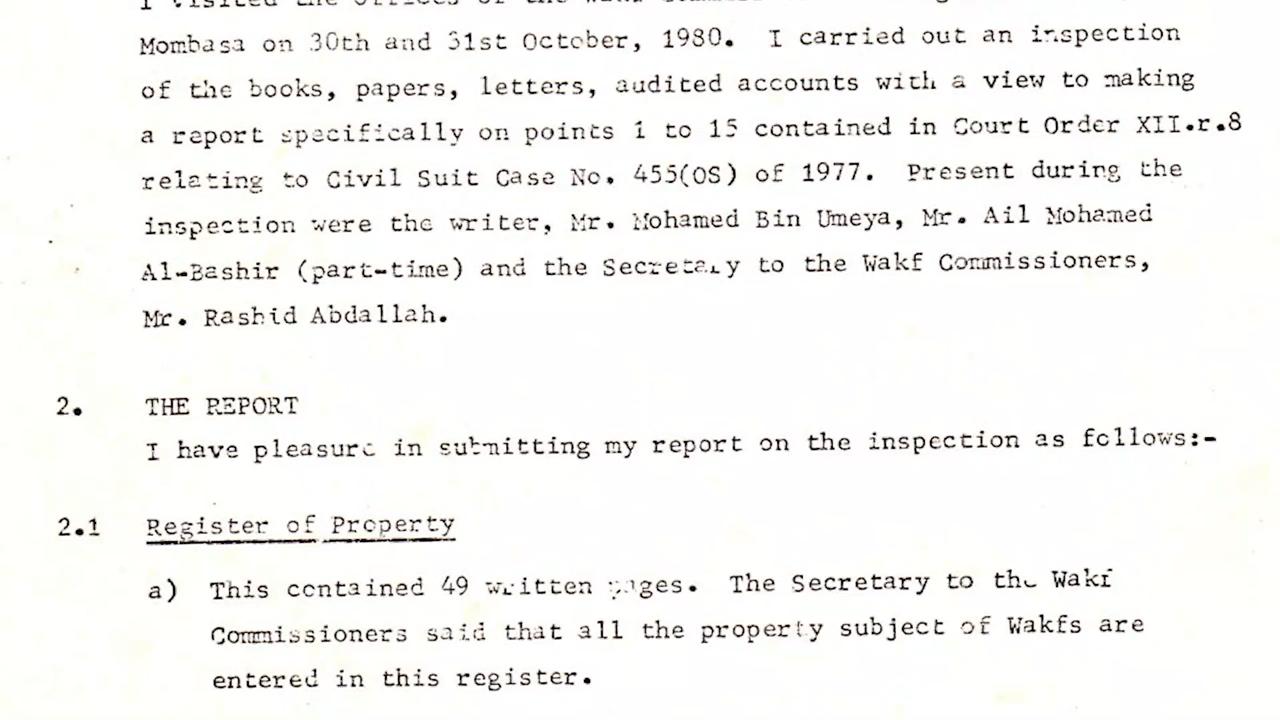 I visited the offices of the Wakf
Mombasa on 30th and 31st October, 1980. I carried out an inspection
of the books, papers, letters, audited accounts with a view to making
a report specifically on points 1 to 15 contained in Court Order XII.r.8
relating to Civil Suit Case No. 455(OS) of 1977. Present during the
inspection were the writer, Mr. Mohamed Bin Umeya, Mr. Ail Mohamed
Al-Bashir (part-time) and the Secretary to the Wakf Commissioners,
Mr. Rashid Abdallah.
2. THE REPORT
I have pleasure in submitting my report on the inspection as follows:-
2.1 Register of Property
a) This contained 49 written pages. The Secretary to the Wakf
Commissioners said that all the property subject of Wakfs are
entered in this register.